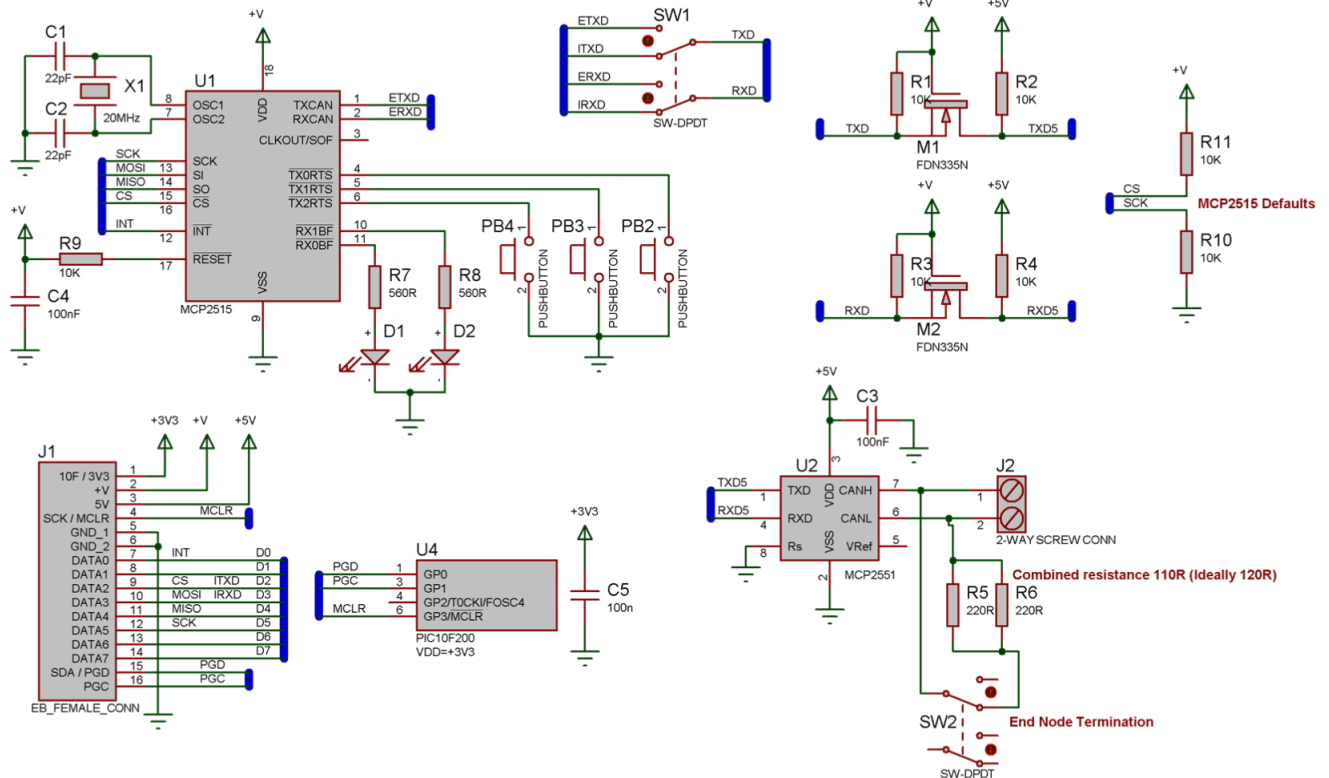 C1
22pF
C2
22pF
X1
20MHz
+V
18
U1
8 OSC1
7 OSC2
VDD
TXCAN 1 ETXD
RXCAN 2 ERXD
CLKOUT/SOF 3
SCK 13 SCK
MOSI 14 SI
MISO 15 SO
CS 16 CS
INT 12 INT
TX0RTS 4
TX1RTS 5
TX2RTS 6
RX1BF 10
RX0BF 11
17 RESET
VSS
9
MCP2515
+V
R9
10K
C4
100nF
R7
560R
R8
560R
+ D1
-
+ D2
-
PB4 1
2
PUSHBUTTON
PB3 1
2
PUSHBUTTON
PB2 1
2
PUSHBUTTON
SW1
ETXD
ITXD
ERXD
IRXD
TXD
RXD
SW-DPDT
+V
+5V
R1
10K
R2
10K
TXD
TXD5
M1
FDN335N
+V
+5V
R3
10K
R4
10K
RXD
RXD5
M2
FDN335N
+V
R11
10K
CS
SCK
MCP2515 Defaults
R10
10K
+3V3
+V
+5V
J1
10F / 3V3 1
+V 2
5V 3
SCK / MCLR 4 MCLR
GND_1 5
GND_2 6
DATA0 7 INT D0
DATA1 8 D1
DATA2 9 CS ITXD D2
DATA3 10 MOSI IRXD D3
DATA4 11 MISO D4
DATA5 12 SCK D5
DATA6 13 D6
DATA7 14 D7
SDA / PGD 15 PGD
PGC 16 PGC
EB_FEMALE_CONN
U4
PGD 1 GP0
PGC 3 GP1
4 GP2/T0CKI/FOSC4
MCLR 6 GP3/MCLR
PIC10F200
VDD=+3V3
+3V3
C5
100n
+5V
C3
100nF
3
U2
TXD5 1 TXD
RXD5 4 RXD
8 Rs
VDD
VSS
CANH 7
CANL 6
VRef 5
2
MCP2551
J2
1
2
2-WAY SCREW CONN
Combined resistance 110R (Ideally 120R)
R5
220R
R6
220R
SW2
End Node Termination
SW-DPDT